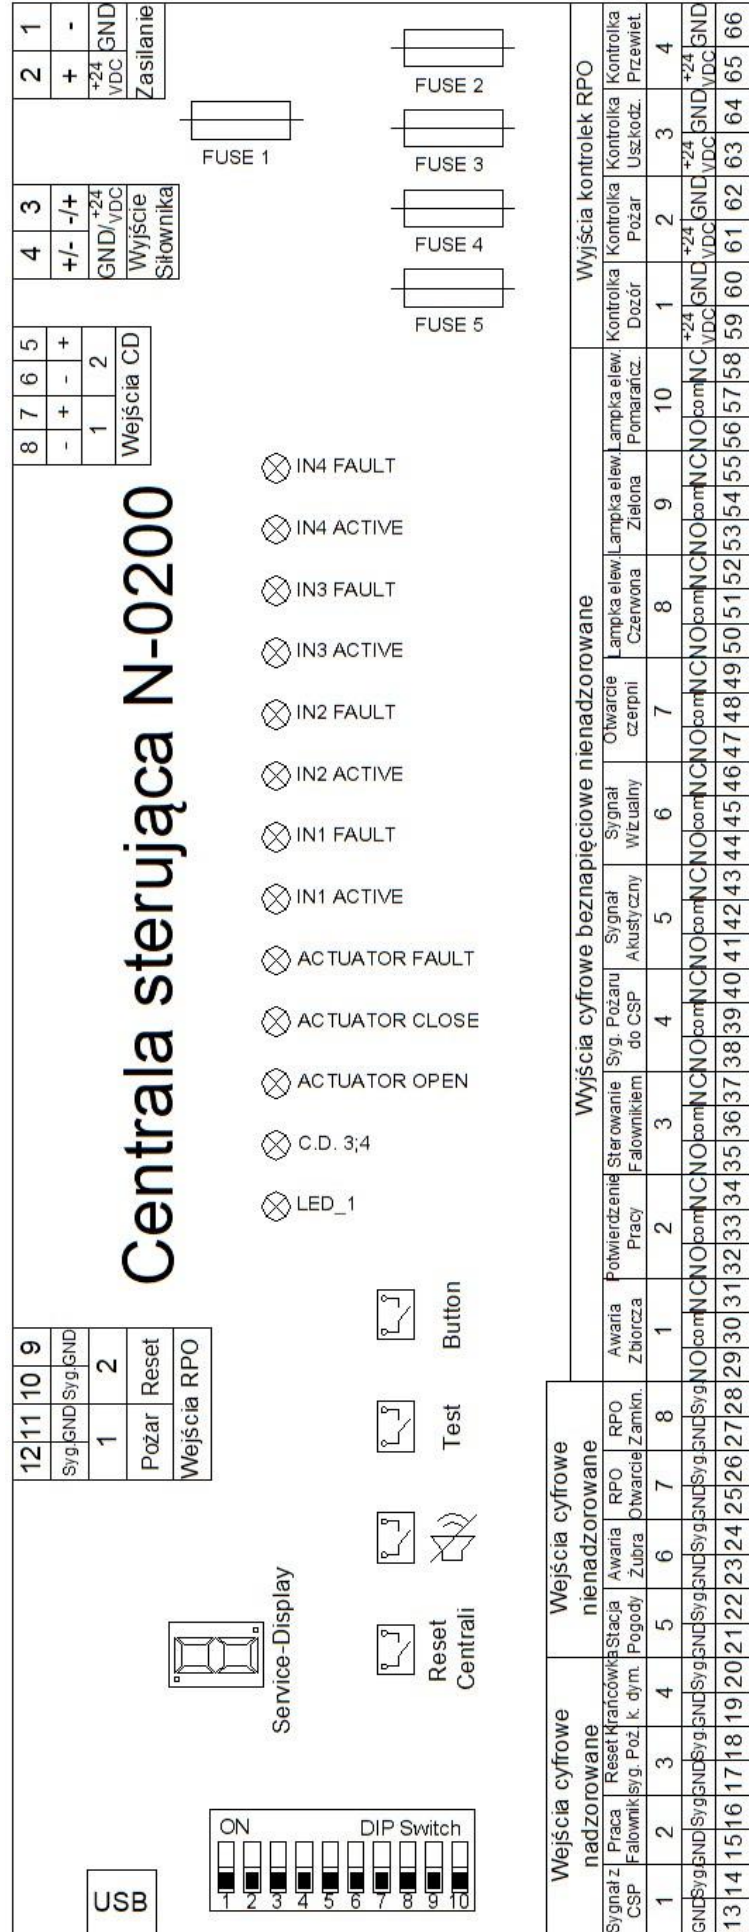 USB
ON
DIP Switch
1 2 3 4 5 6 7 8 9 10
Service-Display
12 11 10 9
Syg. GND Syg. GND
1 2
Pożar Reset
Wejścia RPO
Centrala sterująca N-0200
8 7 6 5
- + - +
1 2
Wejścia CD
4 3
+/- -/+
GND/ +24 VDC
Wyjście
Siłownika
2 1
+ -
+24 VDC GND
Zasilanie
FUSE 1
FUSE 2
FUSE 3
FUSE 4
FUSE 5
Reset
Centrali
Test
Button
LED_1
C.D. 3;4
ACTUATOR OPEN
ACTUATOR CLOSE
ACTUATOR FAULT
IN1 ACTIVE
IN1 FAULT
IN2 ACTIVE
IN2 FAULT
IN3 ACTIVE
IN3 FAULT
IN4 ACTIVE
IN4 FAULT
Wejścia cyfrowe
nadzorowane
Wejścia cyfrowe
nienadzorowane
Wyjścia cyfrowe beznapięciowe nienadzorowane
Wyjścia kontrolek RPO
Sygnał z CSP
Praca Falownik
Reset syg. Poż.
Krańcówka k. dym.
Stacja Pogody
Awaria Żubra
RPO Otwarcie
RPO Zamkn.
Awaria Zbiorcza
Potwierdzenie Pracy
Sterowanie Falownikiem
Syg. Pożaru do CSP
Sygnał Akustyczny
Sygnał Wizualny
Otwarcie czerpni
Lampka elew. Czerwona
Lampka elew. Zielona
Lampka elew. Pomarańcz.
Kontrolka Dozór
Kontrolka Pożar
Kontrolka Uszkodz.
Kontrolka Przewiet.
1 2 3 4 5 6 7 8 1 2 3 4 5 6 7 8 9 10 1 2 3 4
GND Syg. GND Syg. GND Syg. GND Syg. GND Syg. GND Syg. GND Syg. GND Syg. NO com NC NO com NC NO com NC NO com NC NO com NC NO com NC NO com NC NO com NC NO com NC NO com NC +24 VDC GND +24 VDC GND +24 VDC GND +24 VDC GND
13 14 15 16 17 18 19 20 21 22 23 24 25 26 27 28 29 30 31 32 33 34 35 36 37 38 39 40 41 42 43 44 45 46 47 48 49 50 51 52 53 54 55 56 57 58 59 60 61 62 63 64 65 66